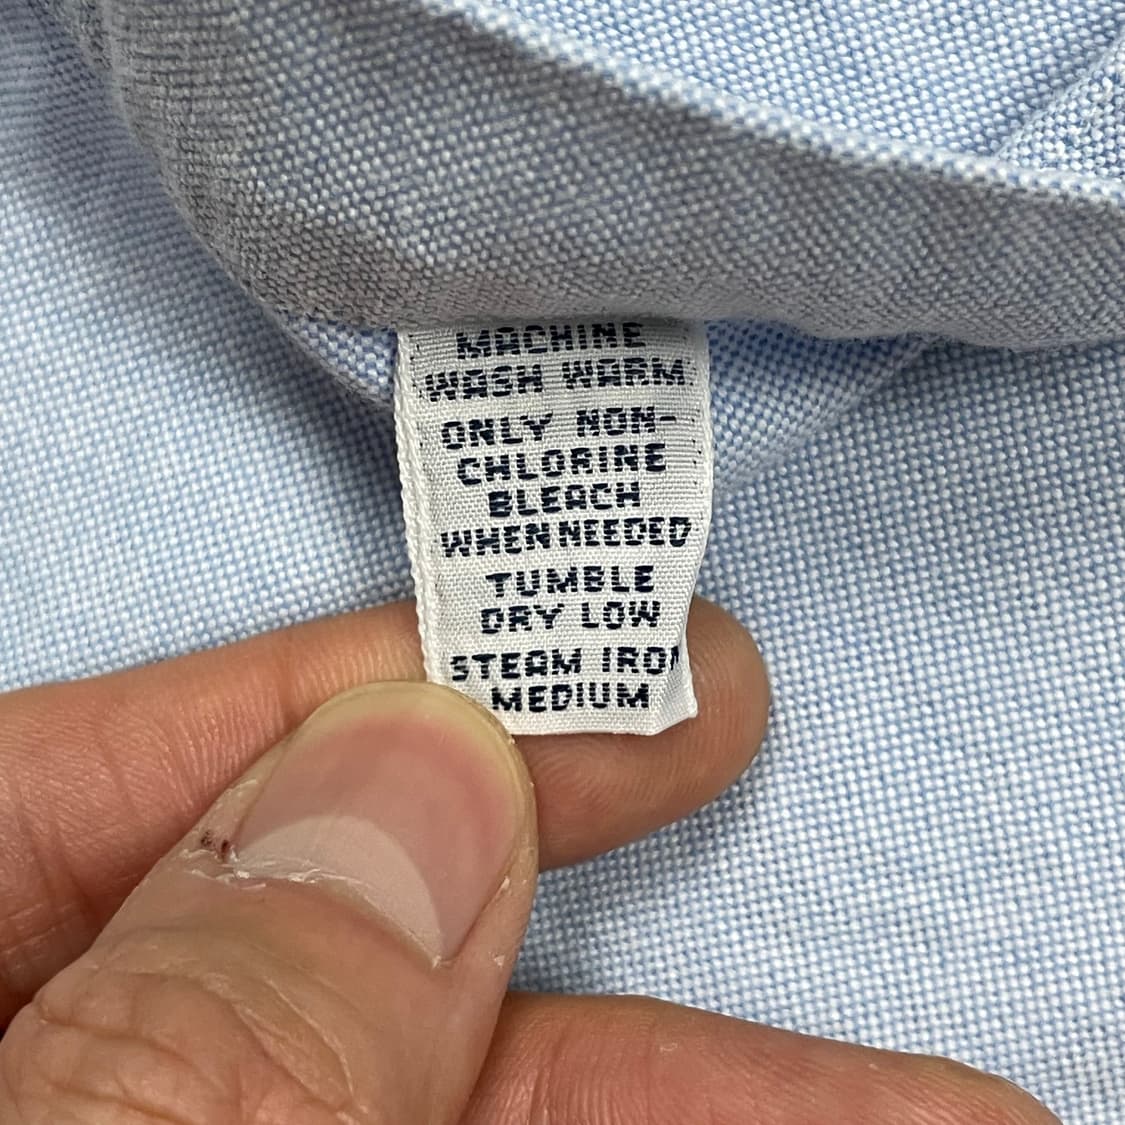 MACHINE
WASH WARM
ONLY NON-
CHLORINE
BLEACH
WHEN NEEDED
TUMBLE
DRY LOW
STEAM IRON
MEDIUM